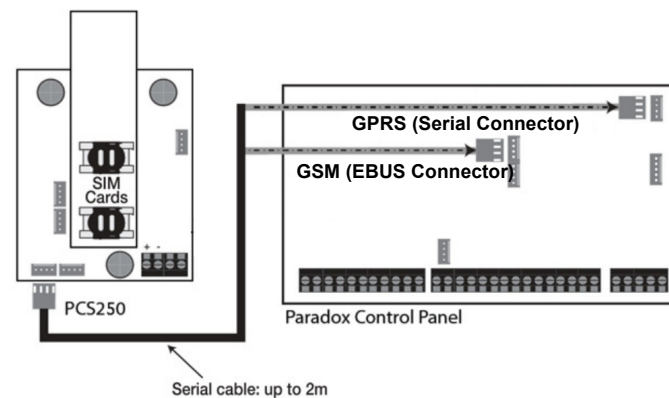 GPRS (Serial Connector)
GSM (EBUS Connector)
SIM
Cards
+ -
PCS250
Paradox Control Panel
Serial cable: up to 2m